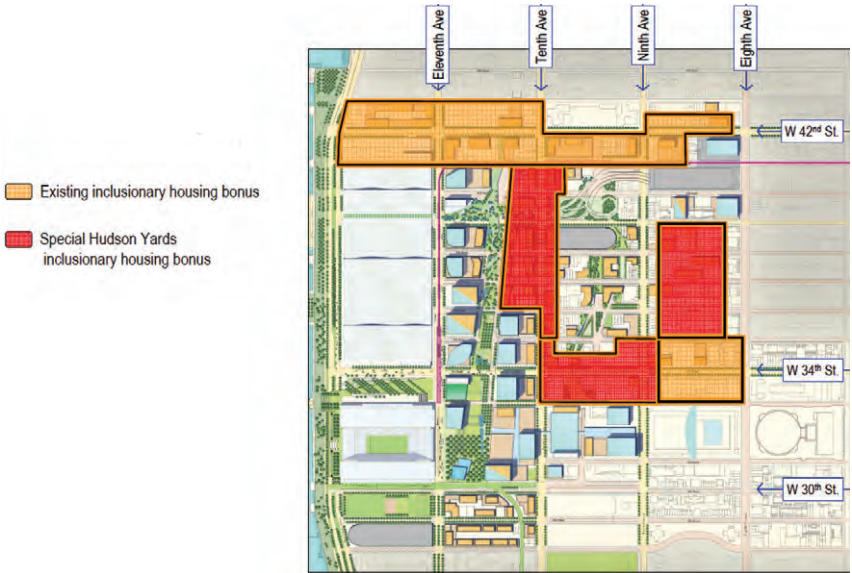 Eleventh Ave
Tenth Ave
Ninth Ave
Eighth Ave
W 42nd St.
Existing inclusionary housing bonus
Special Hudson Yards
inclusionary housing bonus
W 34th St.
W 30th St.